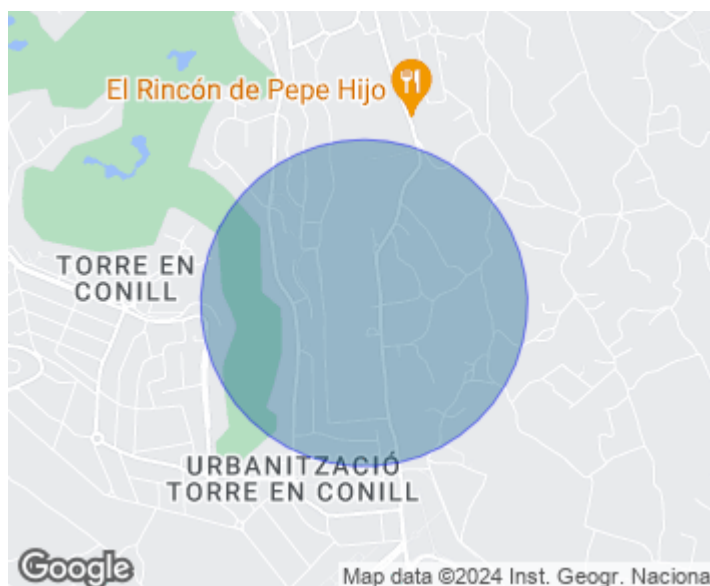 El Rincón de Pepe Hijo
TORRE EN
CONILL
URBANITZACIÓ
TORRE EN CONILL
Google
Map data ©2024 Inst. Geogr. Naciona